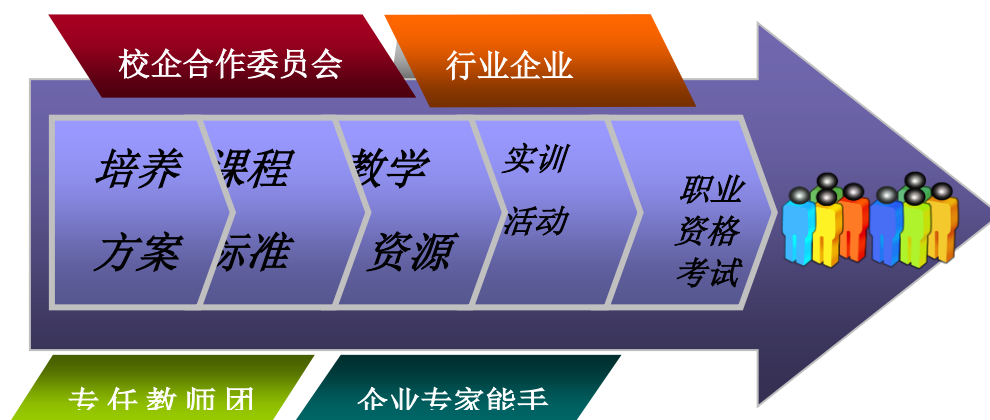 校企合作委员会
行业企业
培养
方案
课程
标准
教学
资源
实训
活动
职业
资格
考试
专任教师团
企业专家能手